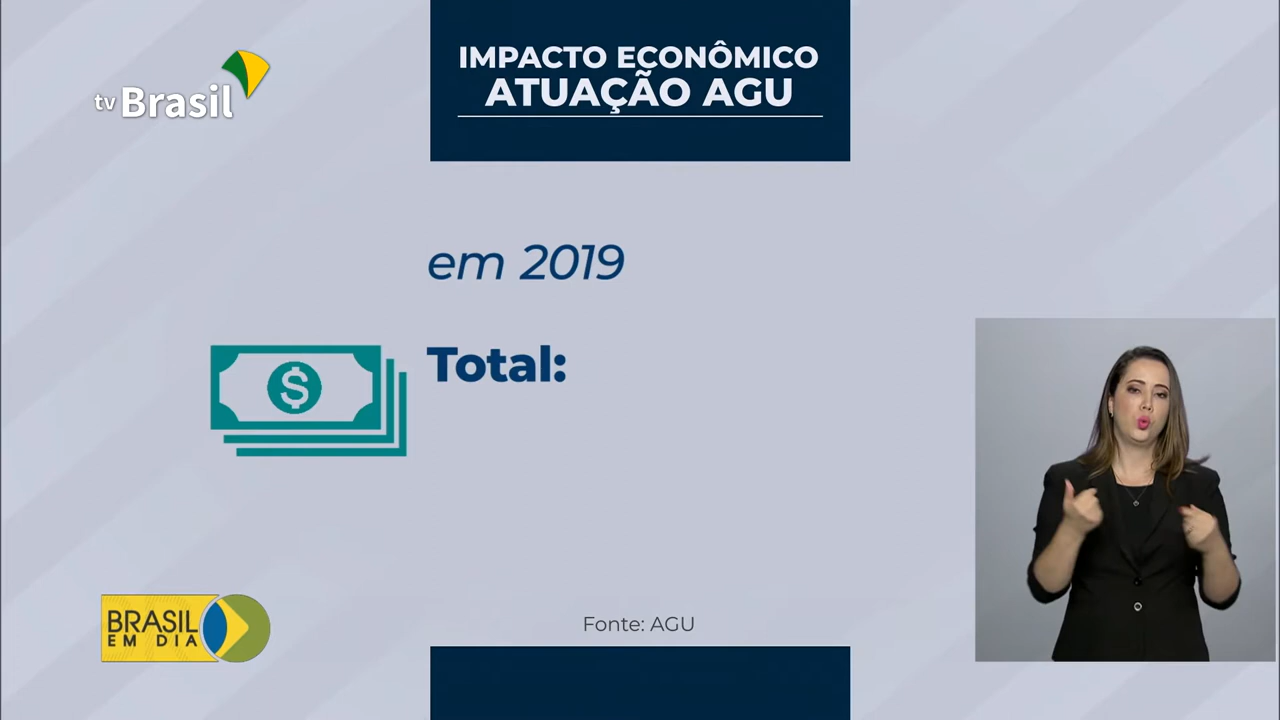 tv Brasil
IMPACTO ECONÔMICO
ATUAÇÃO AGU
em 2019
Total:
$
BRASIL
EM DIA
Fonte: AGU